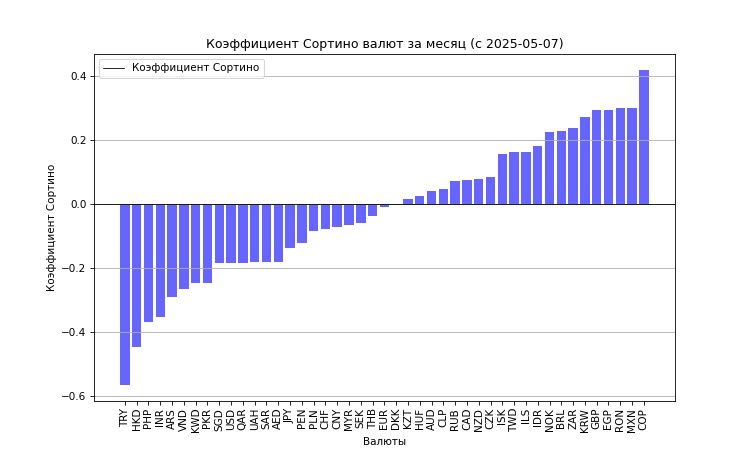 Коэффициент Сортино валют за месяц (с 2025-05-07)
Коэффициент Сортино
Коэффициент Сортино
0.4
0.2
0.0
−0.2
−0.4
−0.6
TRY HKD PHP INR ARS VND KWD PKR SGD USD QAR UAH SAR AED JPY PEN PLN CHF CNY MYR SEK THB EUR DKK KZT HUF AUD CLP RUB CAD NZD CZK ISK TWD ILS IDR NOK BRL ZAR KRW GBP EGP RON MXN COP
Валюты